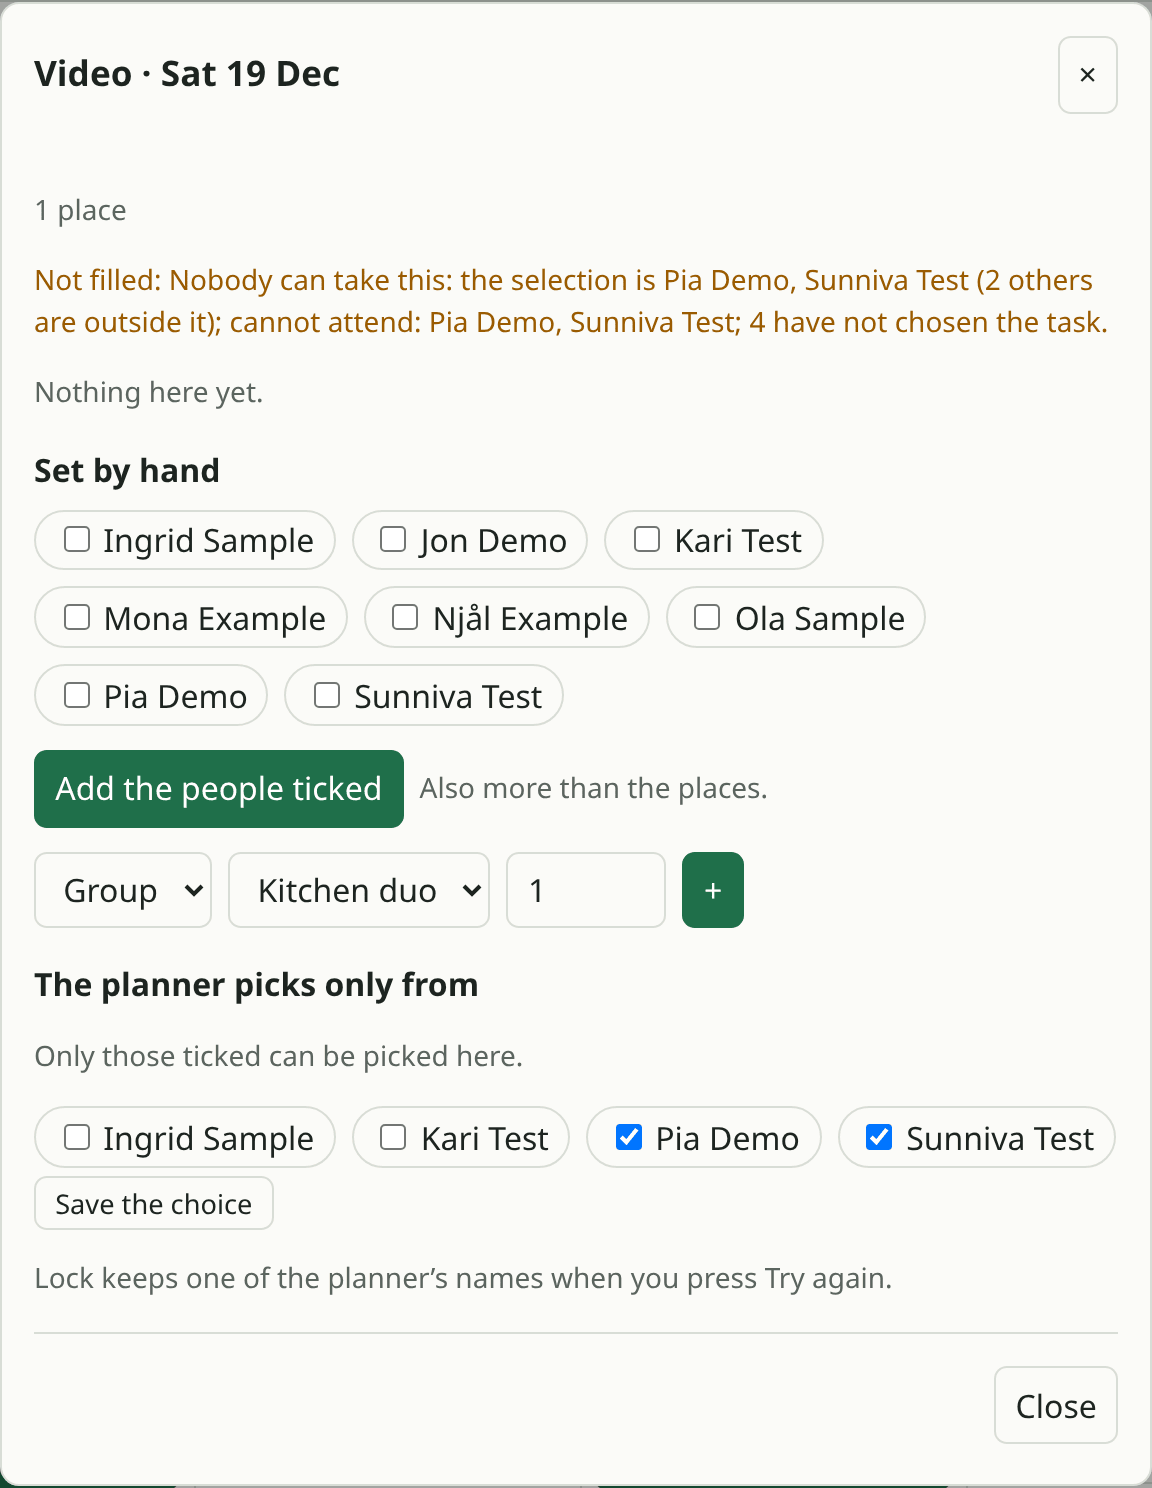 Video · Sat 19 Dec
×
1 place
Not filled: Nobody can take this: the selection is Pia Demo, Sunniva Test (2 others
are outside it); cannot attend: Pia Demo, Sunniva Test; 4 have not chosen the task.
Nothing here yet.
Set by hand
Ingrid Sample Jon Demo Kari Test
Mona Example Njål Example Ola Sample
Pia Demo Sunniva Test
Add the people ticked Also more than the places.
Group Kitchen duo 1 +
The planner picks only from
Only those ticked can be picked here.
Ingrid Sample Kari Test Pia Demo Sunniva Test
Save the choice
Lock keeps one of the planner’s names when you press Try again.
Close